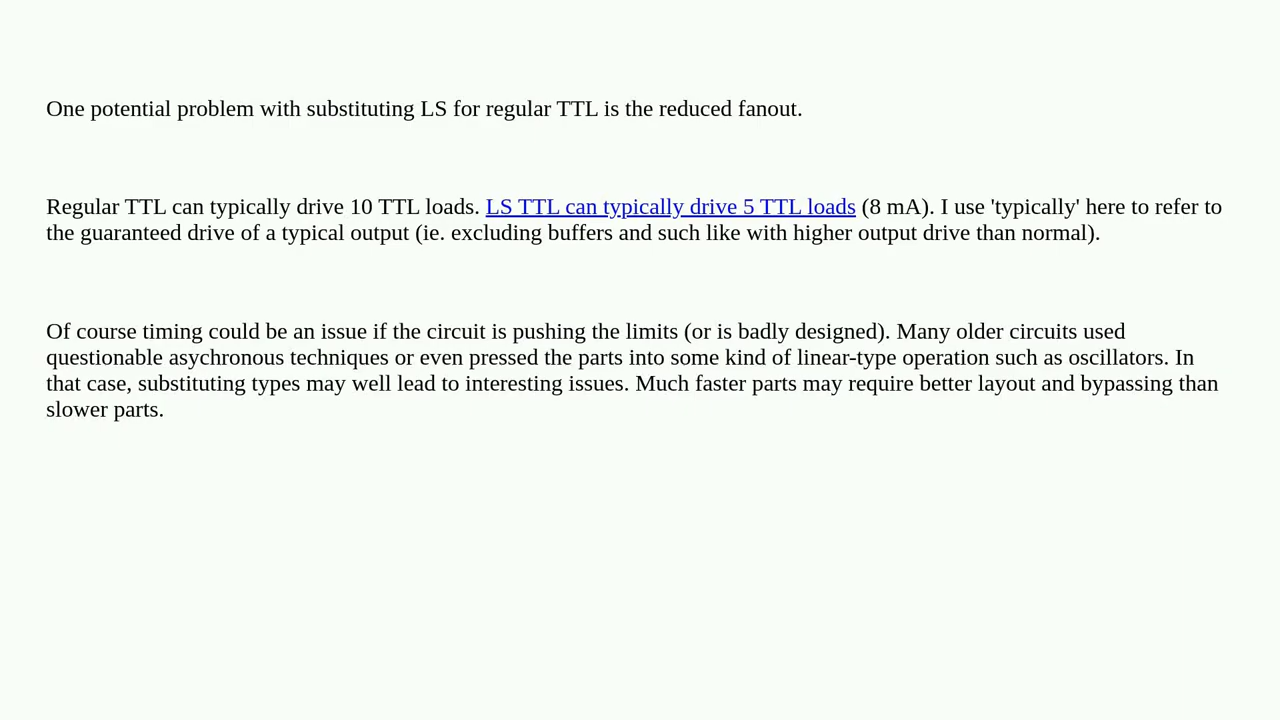 One potential problem with substituting LS for regular TTL is the reduced fanout.
Regular TTL can typically drive 10 TTL loads. LS TTL can typically drive 5 TTL loads (8 mA). I use 'typically' here to refer to
the guaranteed drive of a typical output (ie. excluding buffers and such like with higher output drive than normal).
Of course timing could be an issue if the circuit is pushing the limits (or is badly designed). Many older circuits used
questionable asychronous techniques or even pressed the parts into some kind of linear-type operation such as oscillators. In
that case, substituting types may well lead to interesting issues. Much faster parts may require better layout and bypassing than
slower parts.